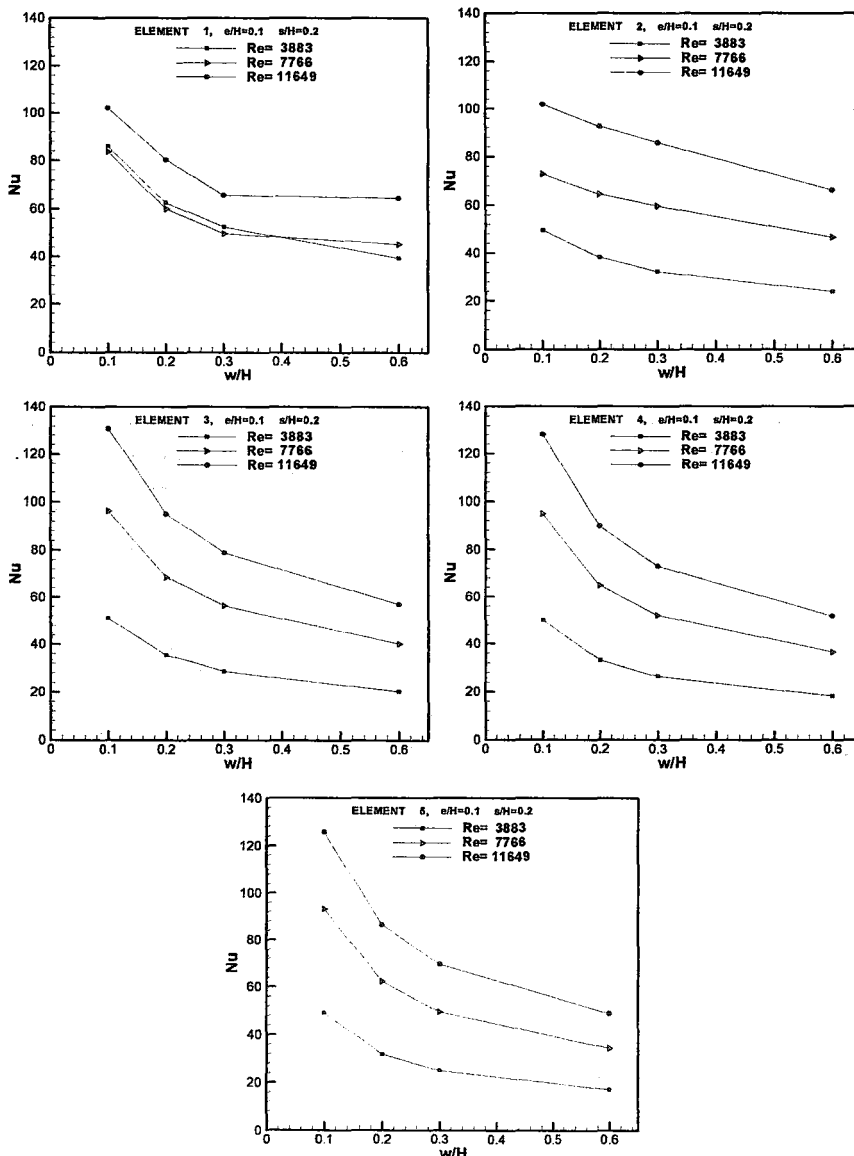 ELEMENT 1, e/H=0.1 s/H=0.2
Re= 3883
Re= 7766
Re= 11649
140
120
100
80
60
40
20
0
Nu
0 0.1 0.2 0.3 0.4 0.5 0.6
w/H
ELEMENT 2, e/H=0.1 s/H=0.2
Re= 3883
Re= 7766
Re= 11649
140
120
100
80
60
40
20
0
Nu
0 0.1 0.2 0.3 0.4 0.5 0.6
w/H
ELEMENT 3, e/H=0.1 s/H=0.2
Re= 3883
Re= 7766
Re= 11649
140
120
100
80
60
40
20
0
Nu
0 0.1 0.2 0.3 0.4 0.5 0.6
w/H
ELEMENT 4, e/H=0.1 s/H=0.2
Re= 3883
Re= 7766
Re= 11649
140
120
100
80
60
40
20
0
Nu
0 0.1 0.2 0.3 0.4 0.5 0.6
w/H
ELEMENT 5, e/H=0.1 s/H=0.2
Re= 3883
Re= 7766
Re= 11649
140
120
100
80
60
40
20
0
Nu
0 0.1 0.2 0.3 0.4 0.5 0.6
w/H